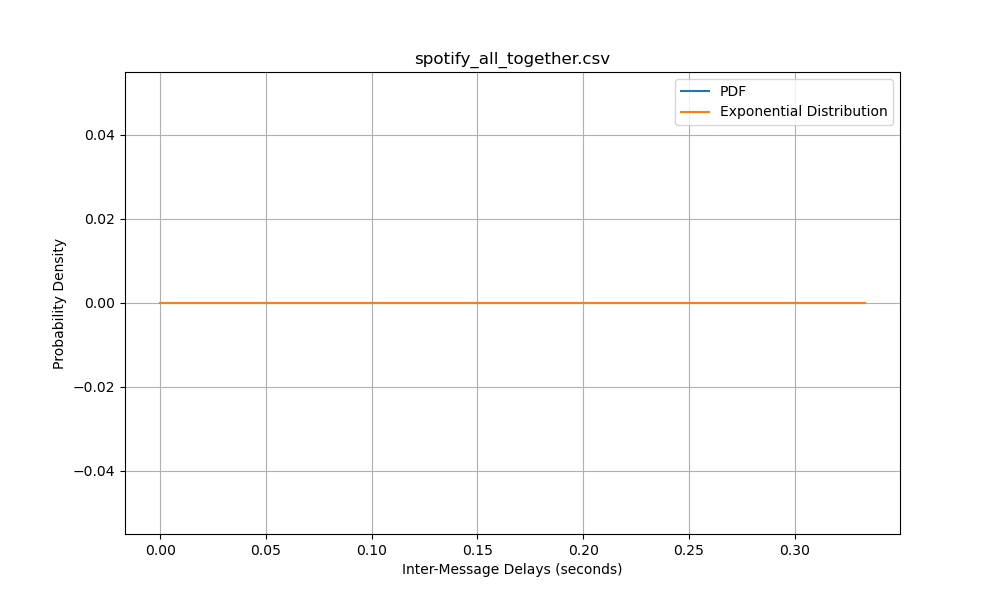 spotify_all_together.csv
PDF
Exponential Distribution
0.04
0.02
0.00
−0.02
−0.04
Probability Density
0.00 0.05 0.10 0.15 0.20 0.25 0.30
Inter-Message Delays (seconds)